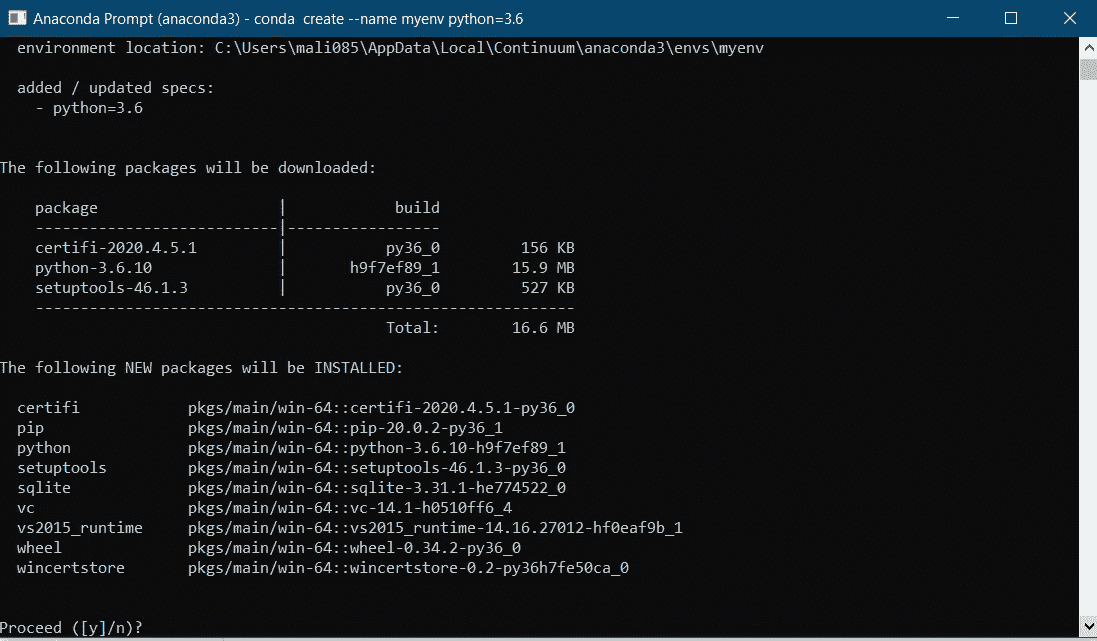 Anaconda Prompt (anaconda3) - conda  create --name myenv python=3.6
environment location: C:\Users\mali085\AppData\Local\Continuum\anaconda3\envs\myenv
added / updated specs:
- python=3.6
The following packages will be downloaded:
package                    |            build
---------------------------|-----------------
certifi-2020.4.5.1         |           py36_0         156 KB
python-3.6.10              |       h9f7ef89_1        15.9 MB
setuptools-46.1.3          |           py36_0         527 KB
------------------------------------------------------------
Total:        16.6 MB
The following NEW packages will be INSTALLED:
certifi            pkgs/main/win-64::certifi-2020.4.5.1-py36_0
pip                pkgs/main/win-64::pip-20.0.2-py36_1
python             pkgs/main/win-64::python-3.6.10-h9f7ef89_1
setuptools         pkgs/main/win-64::setuptools-46.1.3-py36_0
sqlite             pkgs/main/win-64::sqlite-3.31.1-he774522_0
vc                 pkgs/main/win-64::vc-14.1-h0510ff6_4
vs2015_runtime     pkgs/main/win-64::vs2015_runtime-14.16.27012-hf0eaf9b_1
wheel              pkgs/main/win-64::wheel-0.34.2-py36_0
wincertstore       pkgs/main/win-64::wincertstore-0.2-py36h7fe50ca_0
Proceed ([y]/n)?